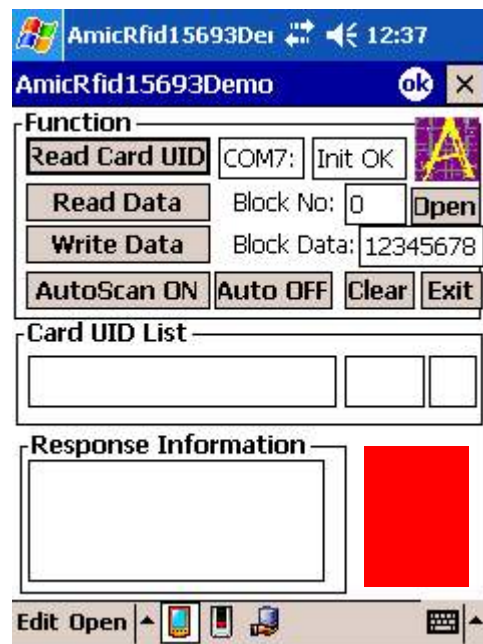 AmicRfid15693Der 12:37
AmicRfid15693Demo ok ×
Function
Read Card UID COM7: Init OK A
Read Data Block No: 0 Open
Write Data Block Data: 12345678
AutoScan ON Auto OFF Clear Exit
Card UID List
Response Information
Edit Open